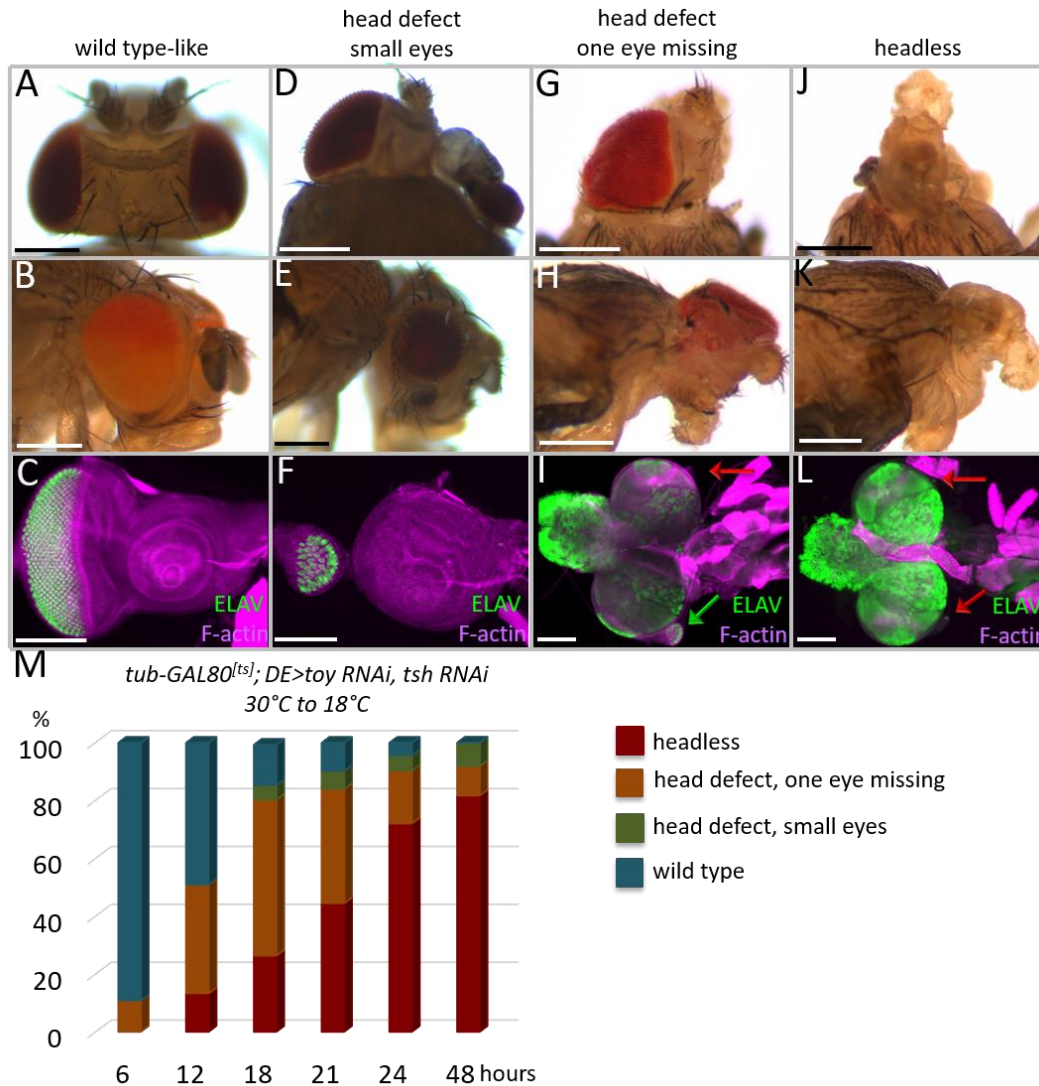 wild type-like
head defect
small eyes
head defect
one eye missing
headless
A
D
G
J
B
E
H
K
C
ELAV
F-actin
F
ELAV
F-actin
I
ELAV
F-actin
L
ELAV
F-actin
M
tub-GAL80[ts]; DE>toy RNAi, tsh RNAi
30°C to 18°C
%
100
80
60
40
20
0
6 12 18 21 24 48 hours
headless
head defect, one eye missing
head defect, small eyes
wild type